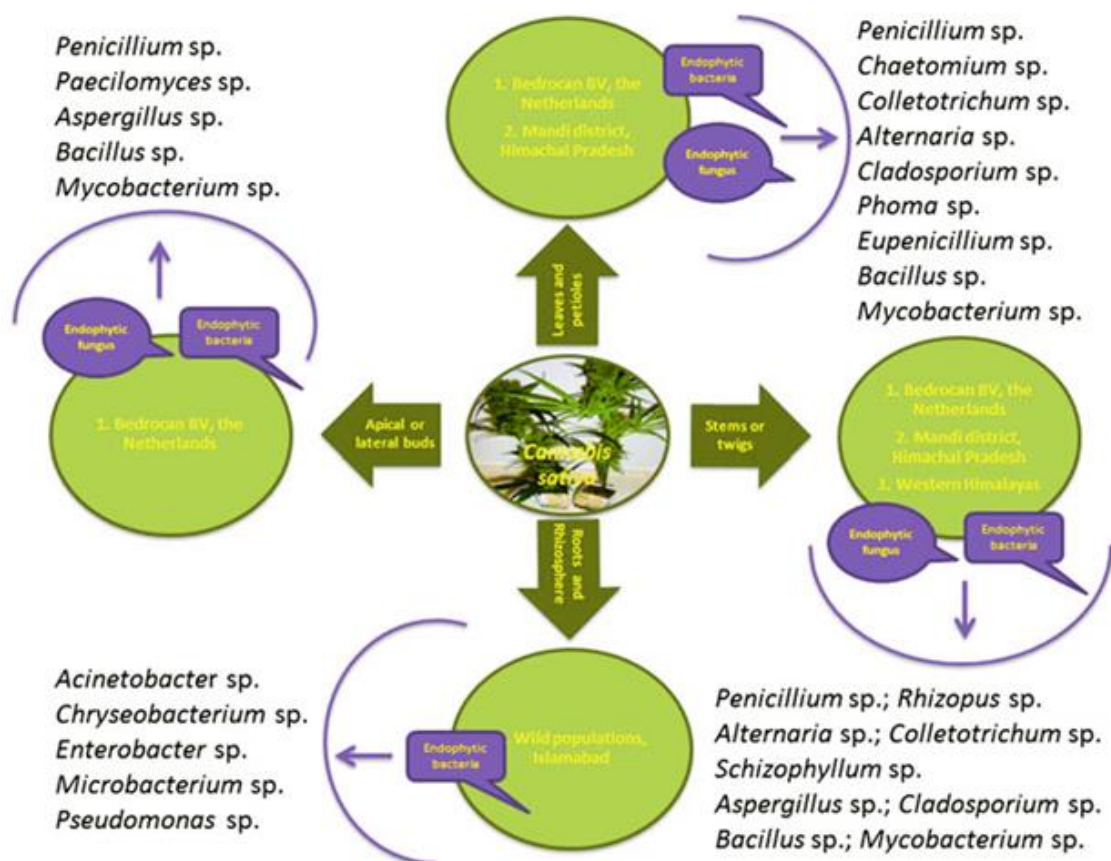 Penicillium sp.
Paecilomyces sp.
Aspergillus sp.
Bacillus sp.
Mycobacterium sp.
Endophytic
fungus
Endophytic
bacteria
1. Bedrocan BV, the
Netherlands
Apical or
lateral buds
1. Bedrocan BV, the
Netherlands
2. Mandi district,
Himachal Pradesh
Endophytic
bacteria
Endophytic
fungus
Penicillium sp.
Chaetomium sp.
Colletotrichum sp.
Alternaria sp.
Cladosporium sp.
Phoma sp.
Eupenicillium sp.
Bacillus sp.
Mycobacterium sp.
Leaves and
petioles
Cannabis
sativa
Stems or
twigs
1. Bedrocan BV, the
Netherlands
2. Mandi district,
Himachal Pradesh
3. Western Himalayas
Endophytic
fungus
Endophytic
bacteria
Penicillium sp.; Rhizopus sp.
Alternaria sp.; Colletotrichum sp.
Schizophyllum sp.
Aspergillus sp.; Cladosporium sp.
Bacillus sp.; Mycobacterium sp.
Roots and
Rhizosphere
Wild populations,
Islamabad
Endophytic
bacteria
Acinetobacter sp.
Chryseobacterium sp.
Enterobacter sp.
Microbacterium sp.
Pseudomonas sp.